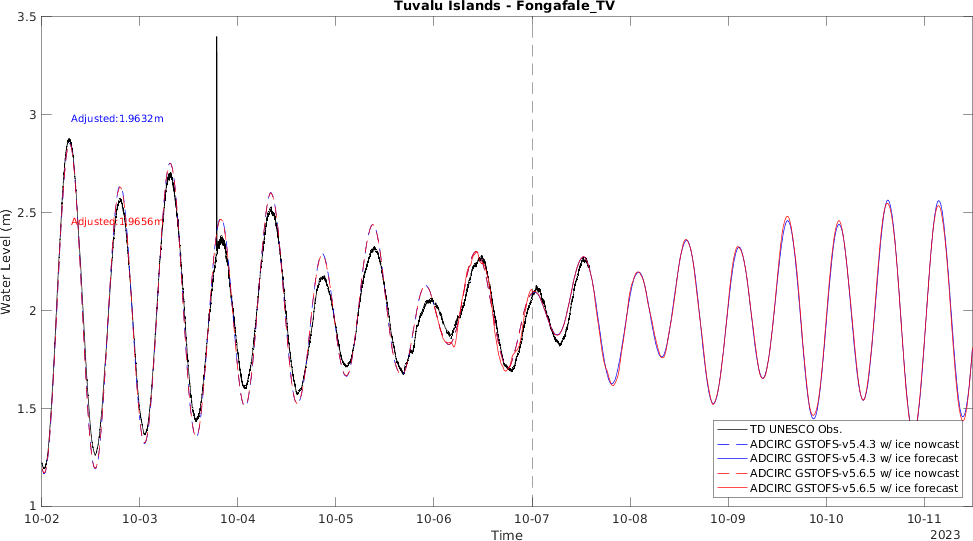 Tuvalu Islands - Fongafale_TV
3.5
3
2.5
2
1.5
1
Water Level (m)
Adjusted:1.9632m
Adjusted:1.9656m
TD UNESCO Obs.
ADCIRC GSTOFS-v5.4.3 w/ ice nowcast
ADCIRC GSTOFS-v5.4.3 w/ ice forecast
ADCIRC GSTOFS-v5.6.5 w/ ice nowcast
ADCIRC GSTOFS-v5.6.5 w/ ice forecast
10-02 10-03 10-04 10-05 10-06 10-07 10-08 10-09 10-10 10-11
Time
2023